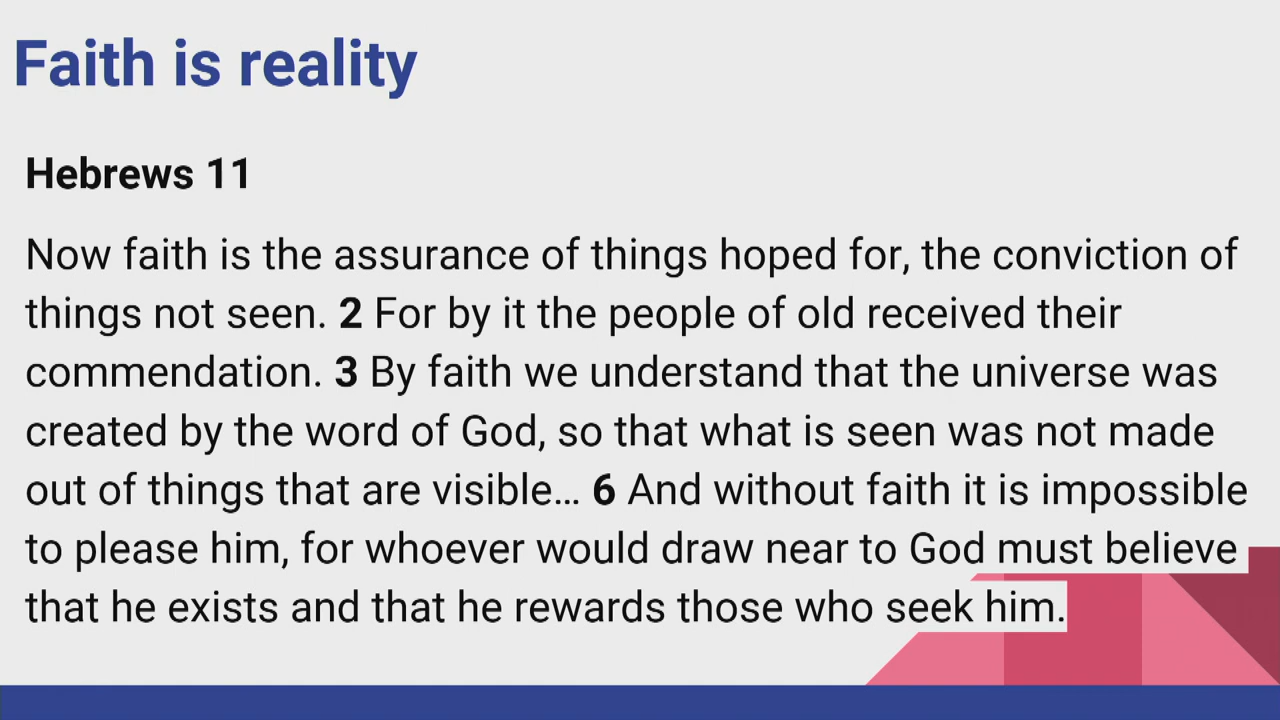 Faith is reality
Hebrews 11
Now faith is the assurance of things hoped for, the conviction of
things not seen. 2 For by it the people of old received their
commendation. 3 By faith we understand that the universe was
created by the word of God, so that what is seen was not made
out of things that are visible… 6 And without faith it is impossible
to please him, for whoever would draw near to God must believe
that he exists and that he rewards those who seek him.